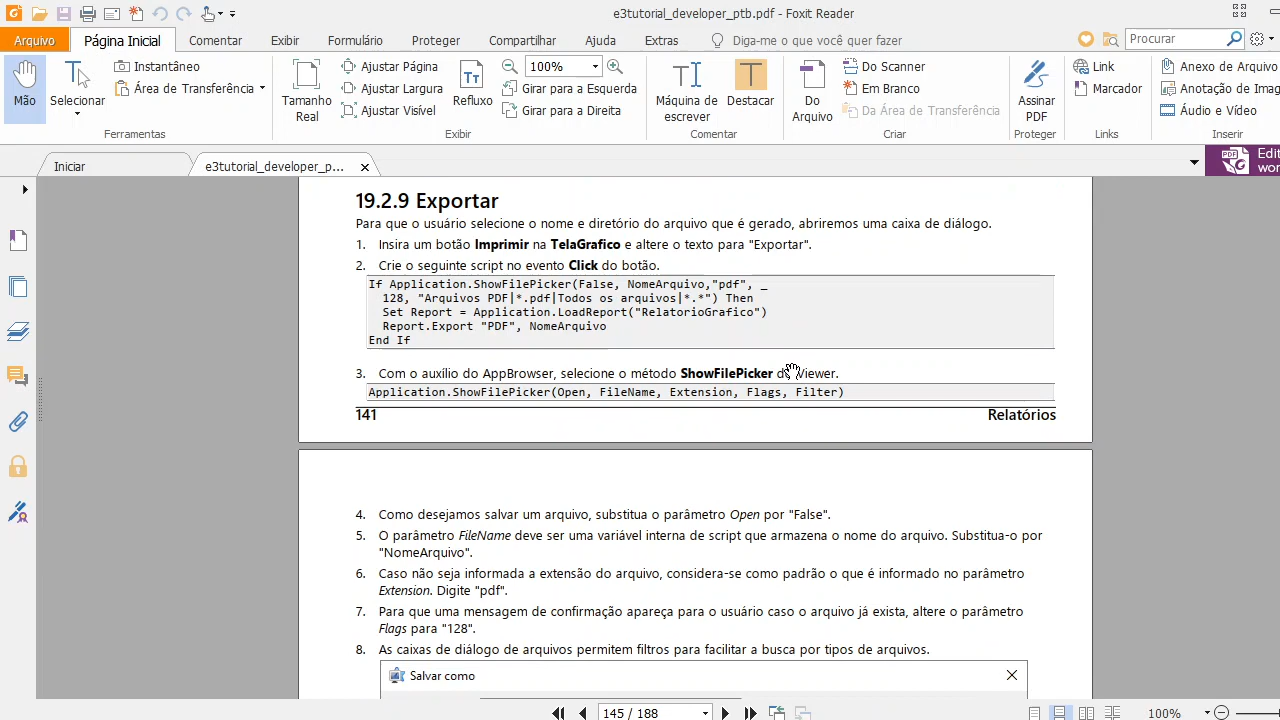 e3tutorial_developer_ptb.pdf - Foxit Reader
Arquivo
Página Inicial
Comentar
Exibir
Formulário
Proteger
Compartilhar
Ajuda
Extras
Diga-me o que você quer fazer
Procurar
Mão
Selecionar
Instantâneo
Área de Transferência
Ferramentas
Tamanho
Real
Ajustar Página
Ajustar Largura
Ajustar Visível
Refluxo
100%
Girar para a Esquerda
Girar para a Direita
Exibir
Máquina de
escrever
Destacar
Comentar
Do
Arquivo
Do Scanner
Em Branco
Da Área de Transferência
Criar
Assinar
PDF
Proteger
Link
Marcador
Links
Anexo de Arquivo
Anotação de Imag
Áudio e Vídeo
Inserir
Iniciar
e3tutorial_developer_p...
PDF
Edit
wor
19.2.9 Exportar
Para que o usuário selecione o nome e diretório do arquivo que é gerado, abriremos uma caixa de diálogo.
1. Insira um botão Imprimir na TelaGrafico e altere o texto para "Exportar".
2. Crie o seguinte script no evento Click do botão.
If Application.ShowFilePicker(False, NomeArquivo,"pdf", _
128, "Arquivos PDF|*.pdf|Todos os arquivos|*.*") Then
Set Report = Application.LoadReport("RelatorioGrafico")
Report.Export "PDF", NomeArquivo
End If
3. Com o auxílio do AppBrowser, selecione o método ShowFilePicker do Viewer.
Application.ShowFilePicker(Open, FileName, Extension, Flags, Filter)
141
Relatórios
4. Como desejamos salvar um arquivo, substitua o parâmetro Open por "False".
5. O parâmetro FileName deve ser uma variável interna de script que armazena o nome do arquivo. Substitua-o por
"NomeArquivo".
6. Caso não seja informada a extensão do arquivo, considera-se como padrão o que é informado no parâmetro
Extension. Digite "pdf".
7. Para que uma mensagem de confirmação apareça para o usuário caso o arquivo já exista, altere o parâmetro
Flags para "128".
8. As caixas de diálogo de arquivos permitem filtros para facilitar a busca por tipos de arquivos.
Salvar como
145 / 188
100%